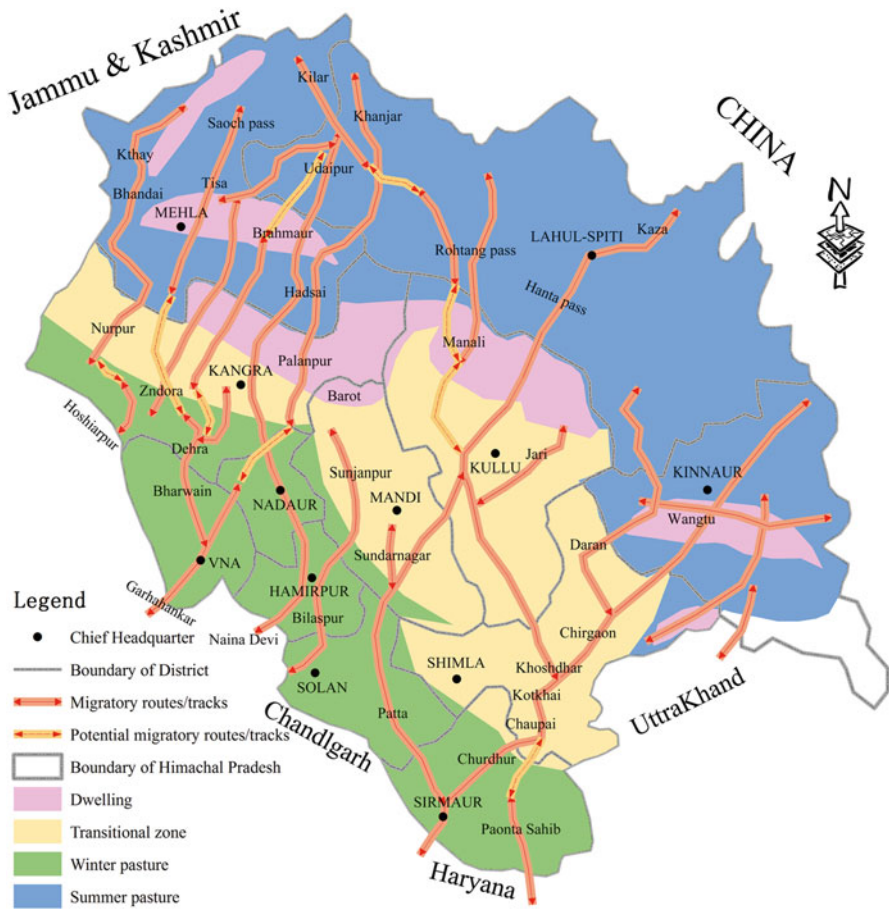 Jammu & Kashmir
CHINA
N
Kilar
Khanjar
Saoch pass
Kthay
Udaipur
Tisa
Bhandai
MEHLA
Brahmaur
Rohtang pass
LAHUL-SPITI
Kaza
Hadsai
Hanta pass
Nurpur
Palanpur
Manali
KANGRA
Zndora
Barot
Hoshiarpur
Dehra
Sunjanpur
KULLU
Jari
KINNAUR
Bharwain
NADAUR
MANDI
Wangtu
Daran
VNA
Sundarnagar
Garhahankar
HAMIRPUR
Bilaspur
Naina Devi
Chirgaon
SHIMLA
Khoshdhar
SOLAN
Kotkhai
UttraKhand
Chandlgarh
Patta
Chaupai
Churdhur
SIRMAUR
Paonta Sahib
Haryana
Legend
Chief Headquarter
Boundary of District
Migratory routes/tracks
Potential migratory routes/tracks
Boundary of Himachal Pradesh
Dwelling
Transitional zone
Winter pasture
Summer pasture